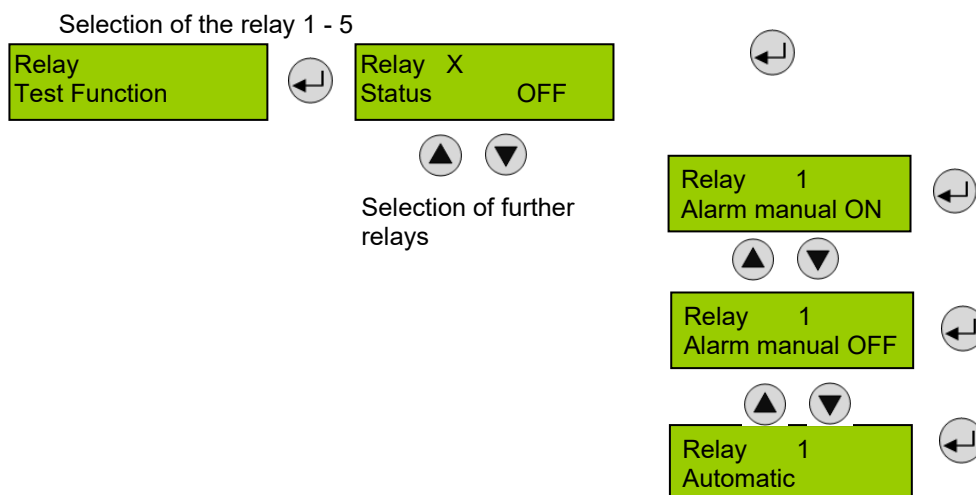 Selection of the relay 1 - 5
Relay
Test Function
Relay X
Status OFF
Selection of further
relays
Relay 1
Alarm manual ON
Relay 1
Alarm manual OFF
Relay 1
Automatic